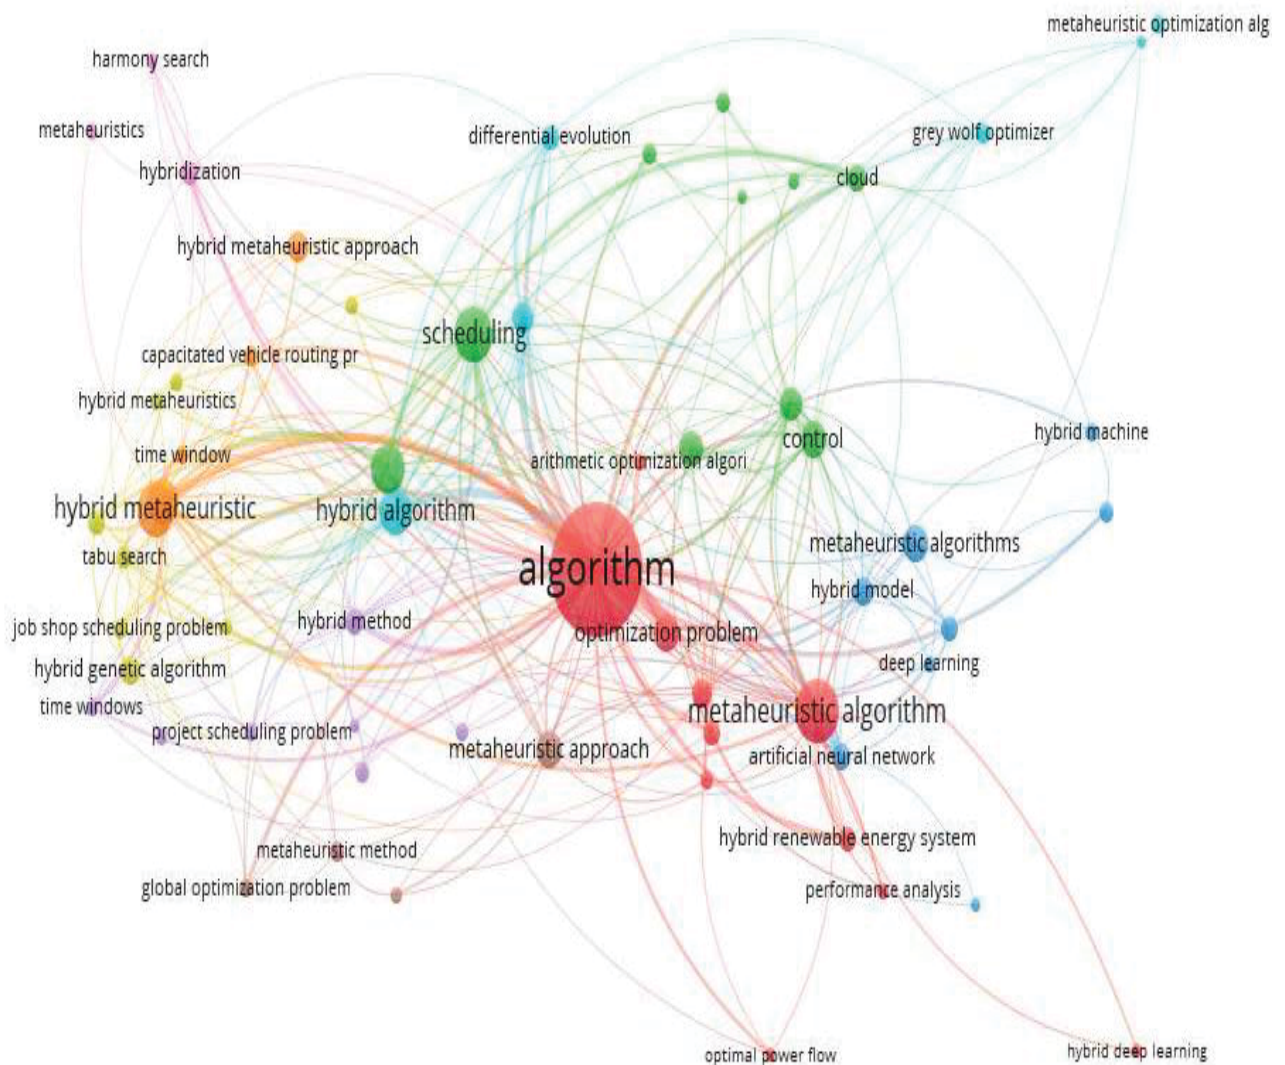 metaheuristic optimization alg
harmony search
metaheuristics
differential evolution
grey wolf optimizer
hybridization
cloud
hybrid metaheuristic approach
scheduling
capacitated vehicle routing pr
hybrid metaheuristics
hybrid machine
control
time window
arithmetic optimization algori
hybrid metaheuristic
hybrid algorithm
metaheuristic algorithms
tabu search
algorithm
hybrid model
job shop scheduling problem
hybrid method
optimization problem
deep learning
hybrid genetic algorithm
time windows
metaheuristic algorithm
project scheduling problem
metaheuristic approach
artificial neural network
hybrid renewable energy system
metaheuristic method
global optimization problem
performance analysis
optimal power flow
hybrid deep learning